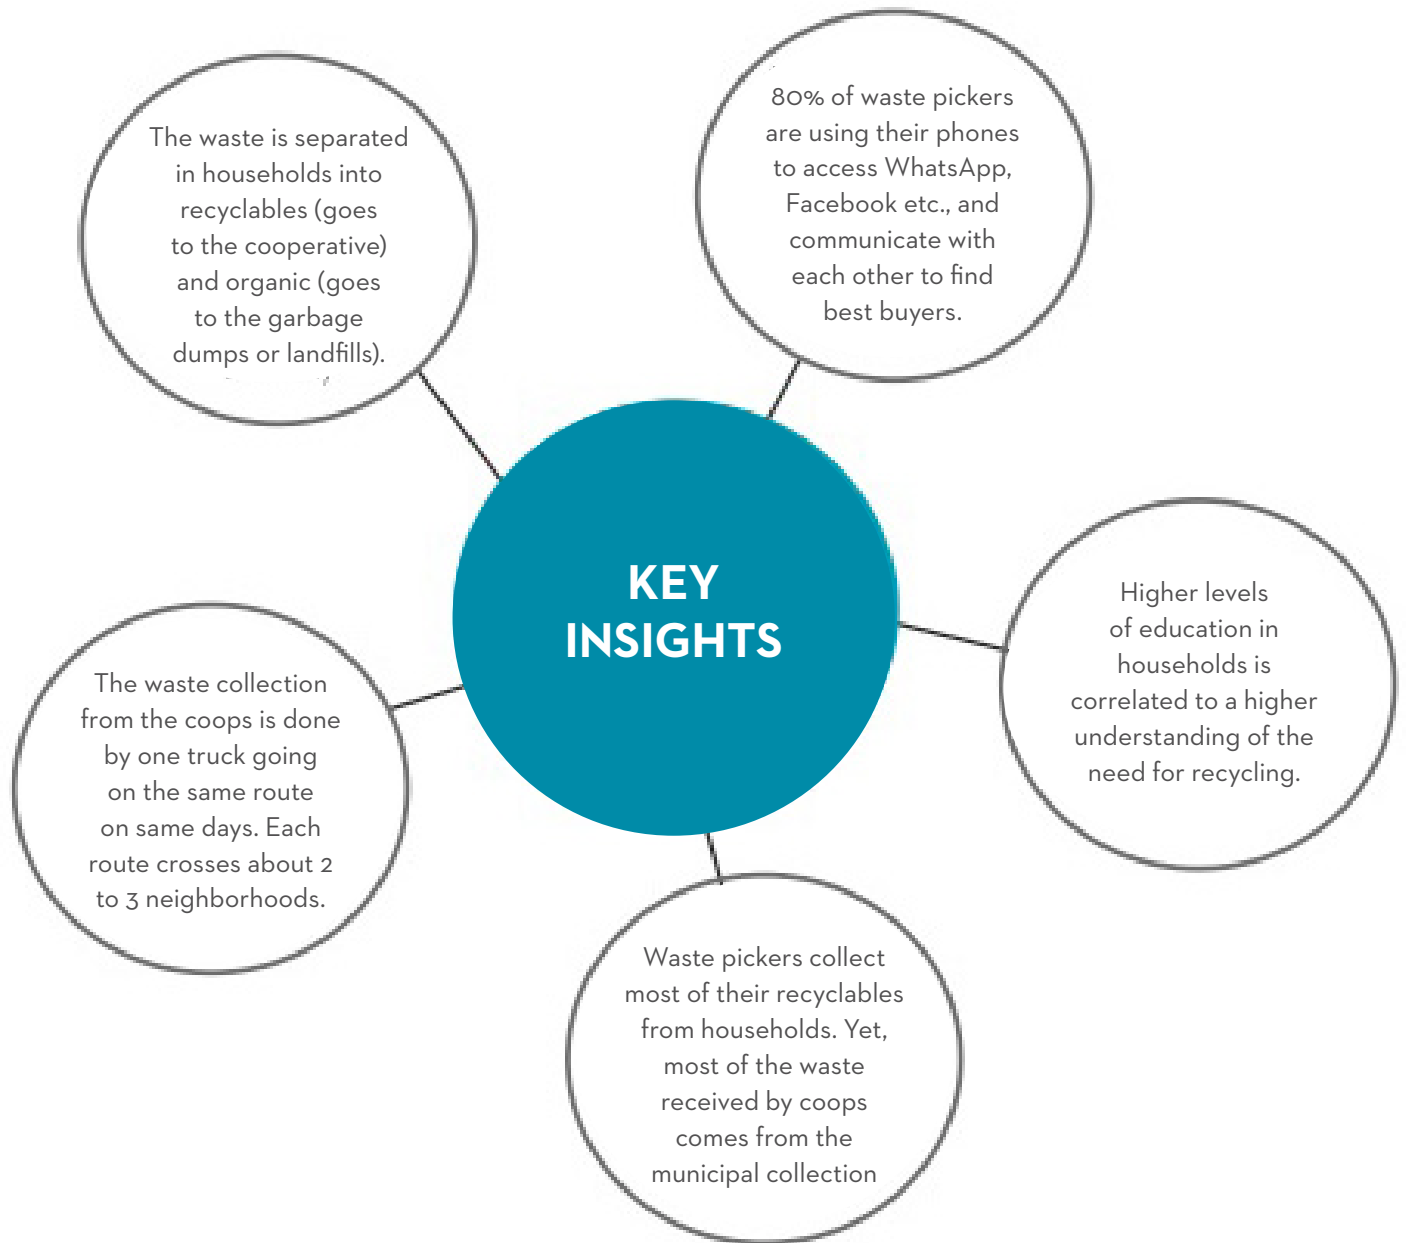 The waste is separated
in households into
recyclables (goes
to the cooperative)
and organic (goes
to the garbage
dumps or landfills).
80% of waste pickers
are using their phones
to access WhatsApp,
Facebook etc., and
communicate with
each other to find
best buyers.
KEY
INSIGHTS
Higher levels
of education in
households is
correlated to a higher
understanding of the
need for recycling.
The waste collection
from the coops is done
by one truck going
on the same route
on same days. Each
route crosses about 2
to 3 neighborhoods.
Waste pickers collect
most of their recyclables
from households. Yet,
most of the waste
received by coops
comes from the
municipal collection